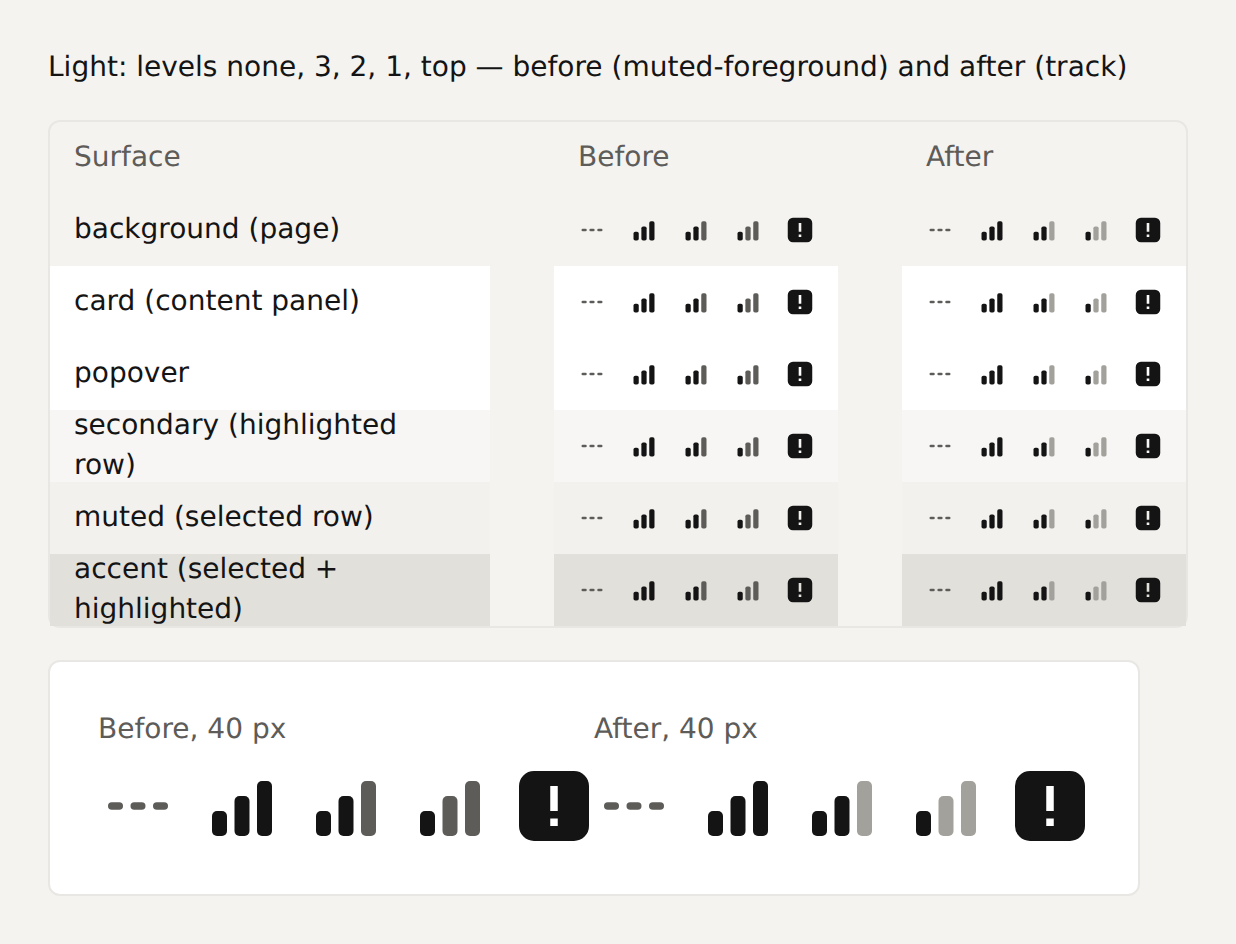 Light: levels none, 3, 2, 1, top — before (muted-foreground) and after (track)
Surface Before After
background (page)
card (content panel)
popover
secondary (highlighted
row)
muted (selected row)
accent (selected +
highlighted)
Before, 40 px After, 40 px